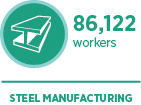 86,122
workers
STEEL MANUFACTURING